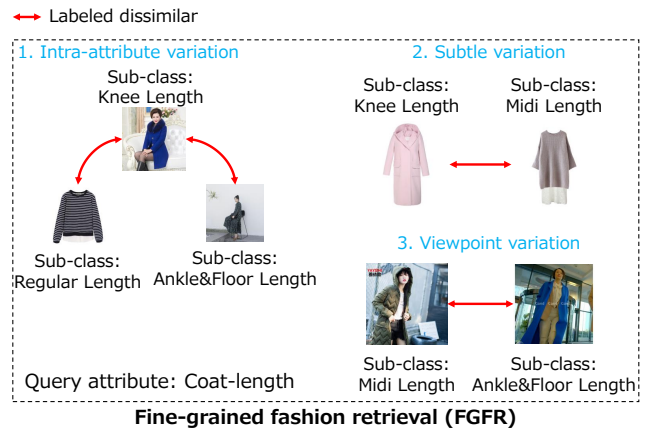 Labeled dissimilar
1. Intra-attribute variation
Sub-class:
Knee Length
Sub-class:
Regular Length
Sub-class:
Ankle&Floor Length
2. Subtle variation
Sub-class:
Knee Length
Sub-class:
Midi Length
3. Viewpoint variation
Sub-class:
Midi Length
Sub-class:
Ankle&Floor Length
Query attribute: Coat-length
Fine-grained fashion retrieval (FGFR)